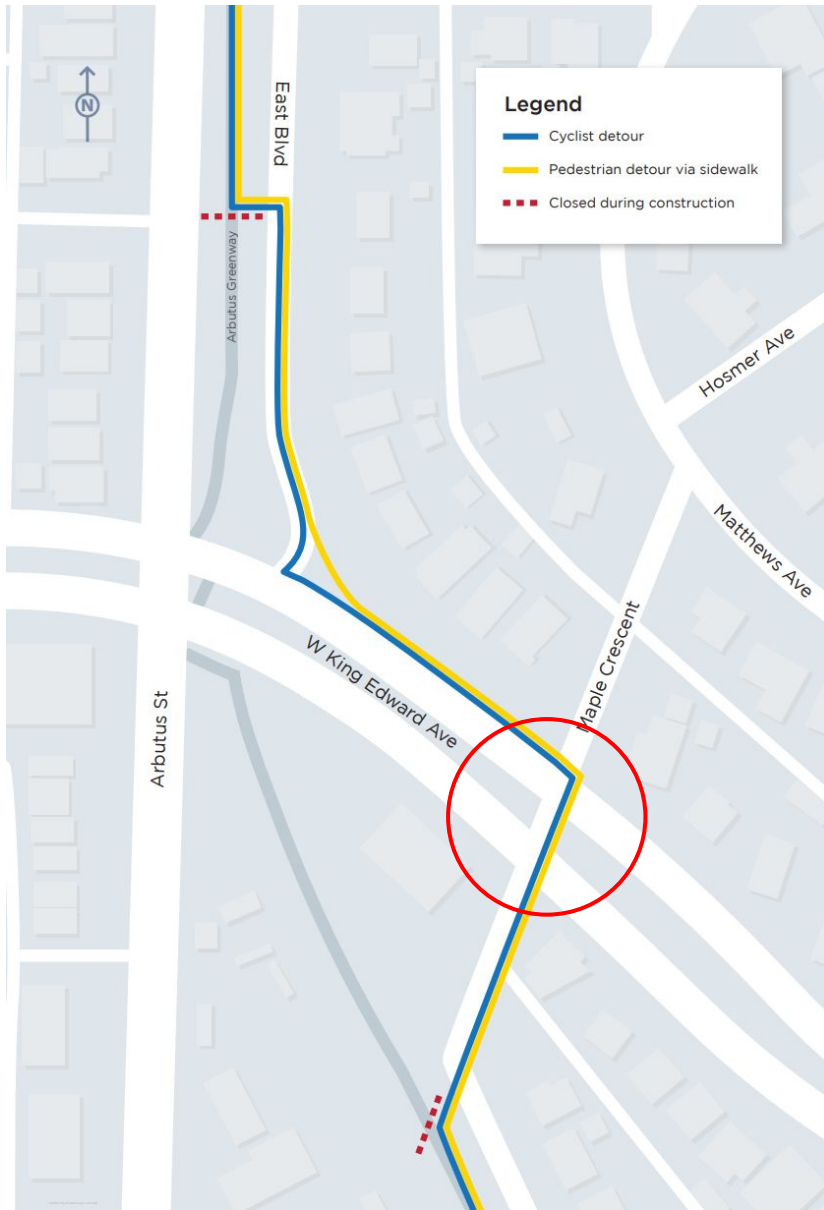 N
East Blvd
Legend
Cyclist detour
Pedestrian detour via sidewalk
Closed during construction
Arbutus Greenway
Hosmer Ave
Matthews Ave
Maple Crescent
W King Edward Ave
Arbutus St